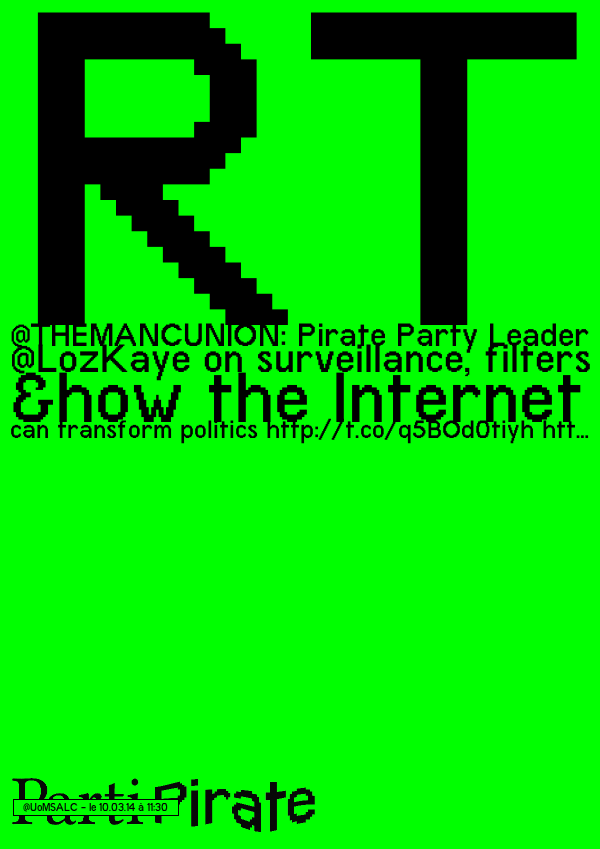 RT
@THEMANCUNION: Pirate Party Leader
@LozKaye on surveillance, filters
&how the Internet
can transform politics http://t.co/q5BOd0tiyh htt…
Parti Pirate
@UoMSALC - le 10.03.14 à 11:30